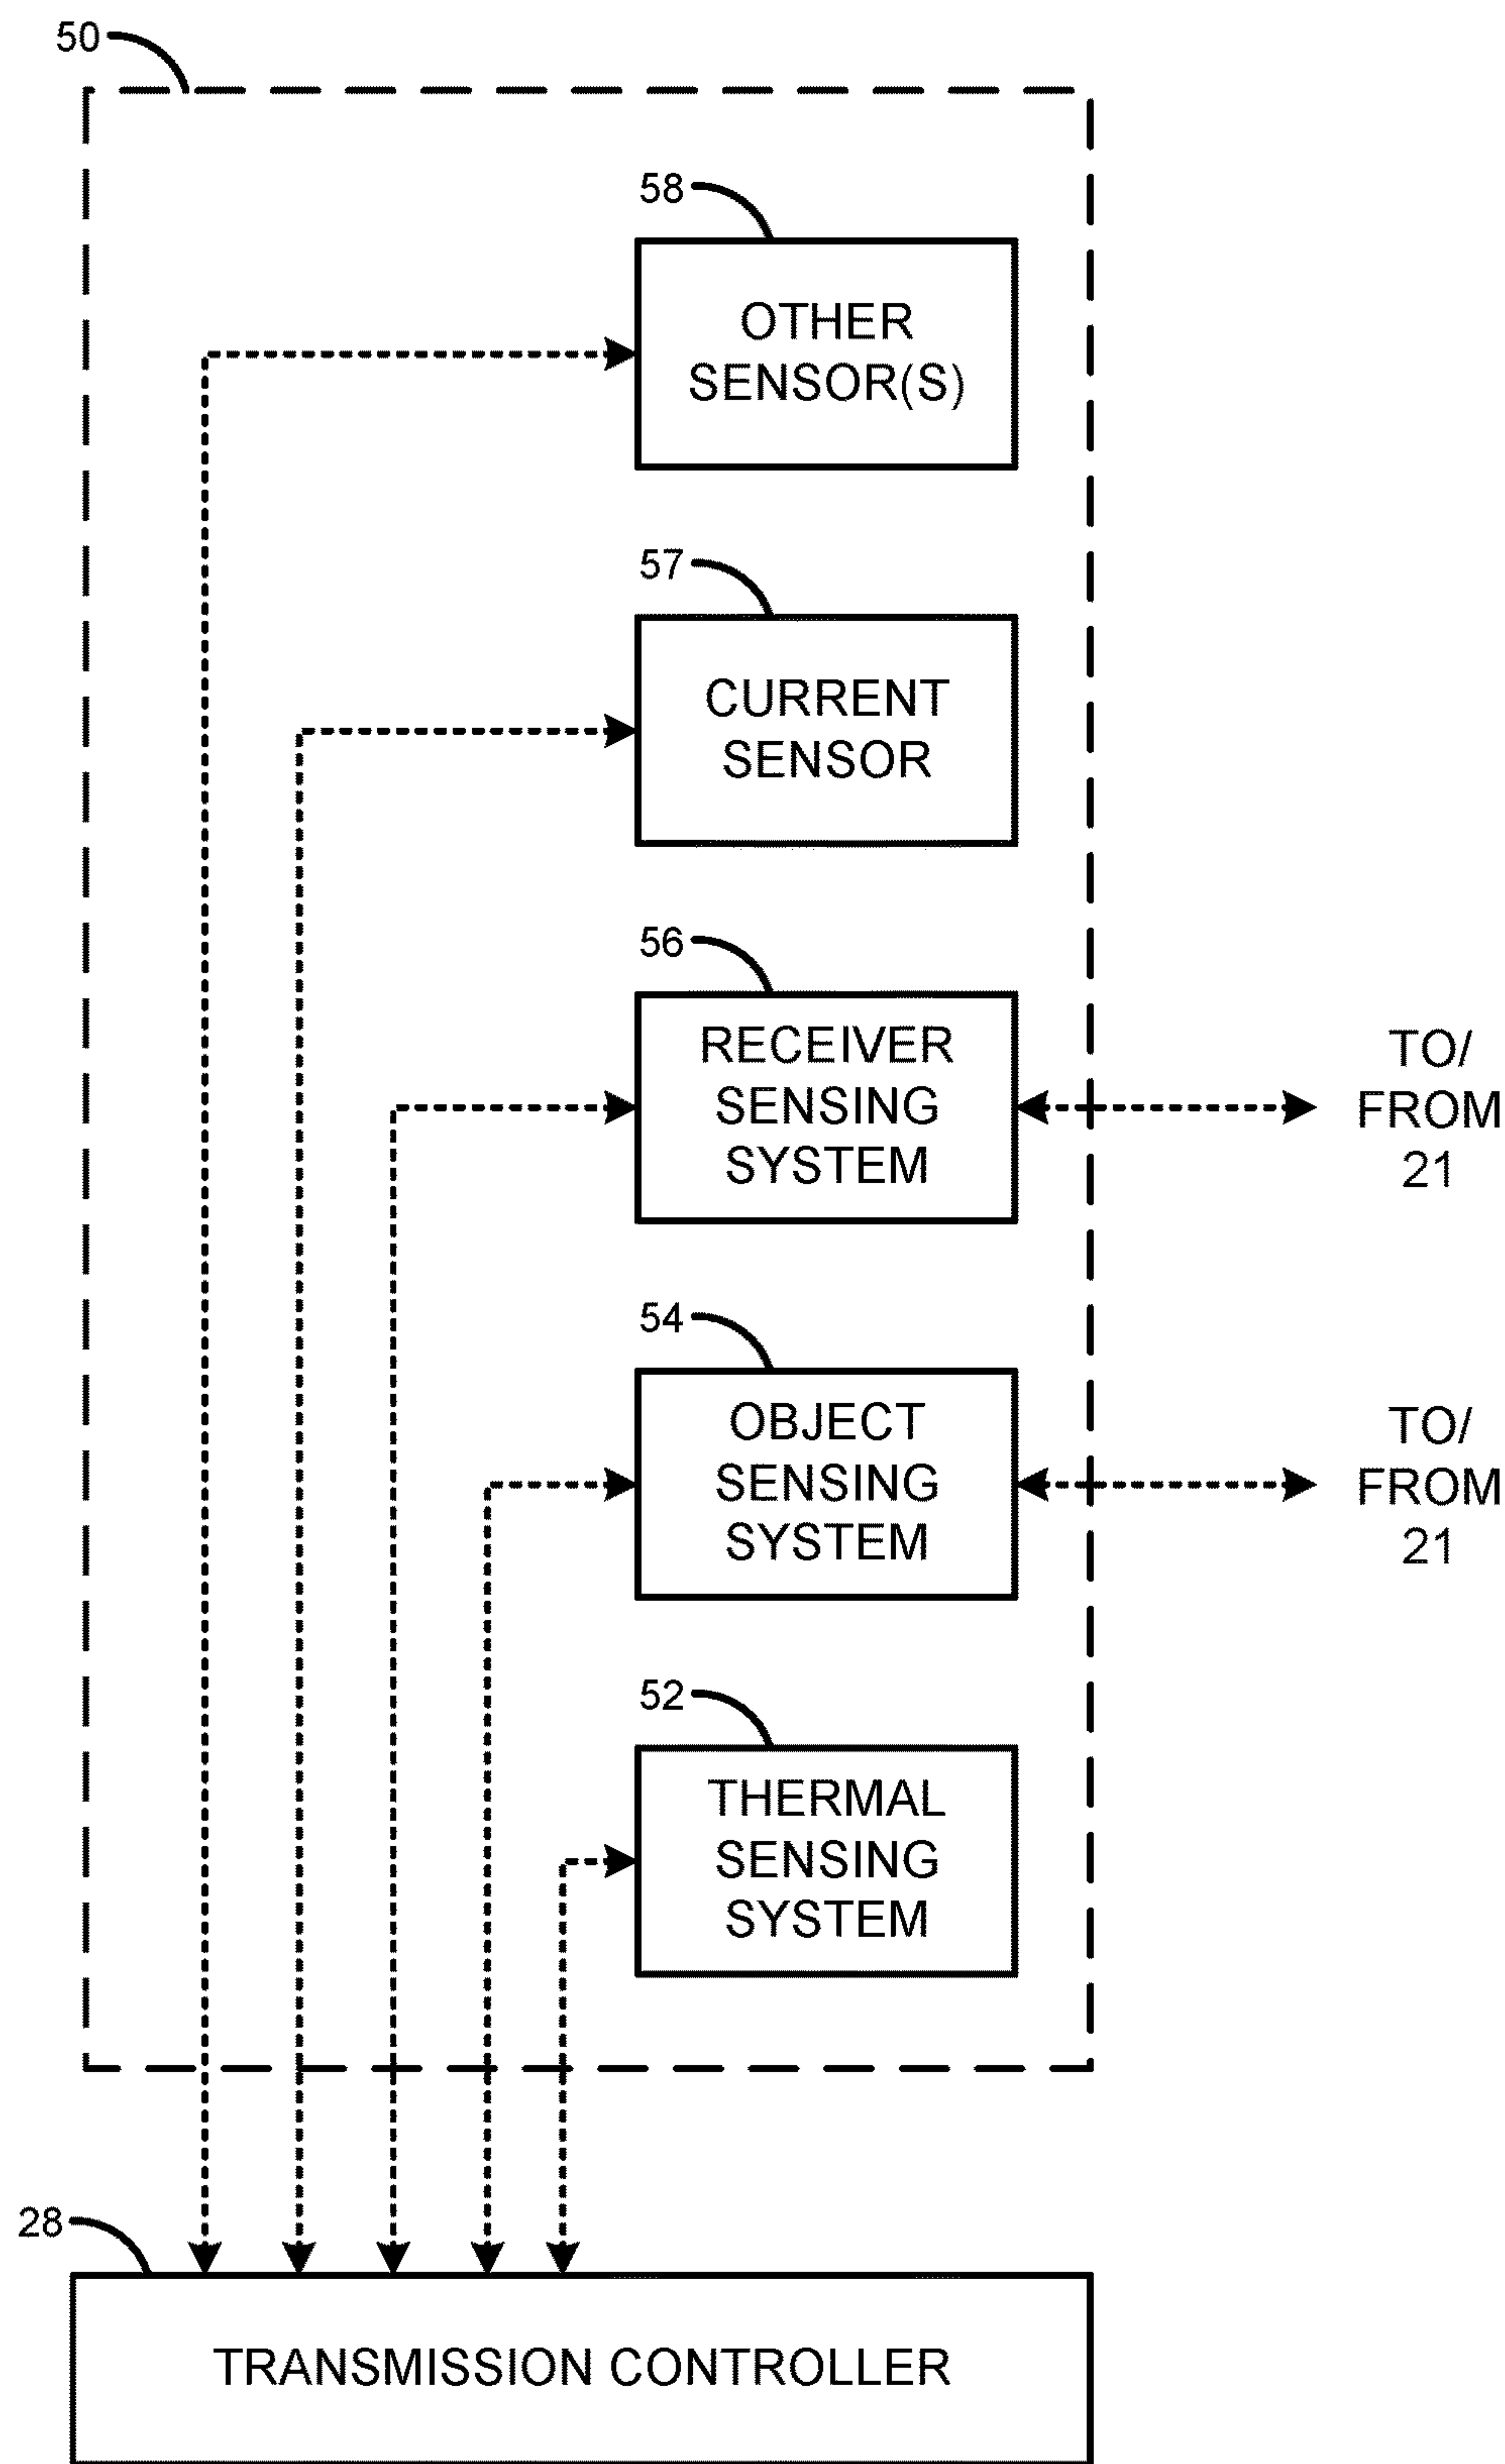 50
58
OTHER
SENSOR(S)
57
CURRENT
SENSOR
56
RECEIVER
SENSING
SYSTEM
TO/
FROM
21
54
OBJECT
SENSING
SYSTEM
TO/
FROM
21
52
THERMAL
SENSING
SYSTEM
28
TRANSMISSION CONTROLLER